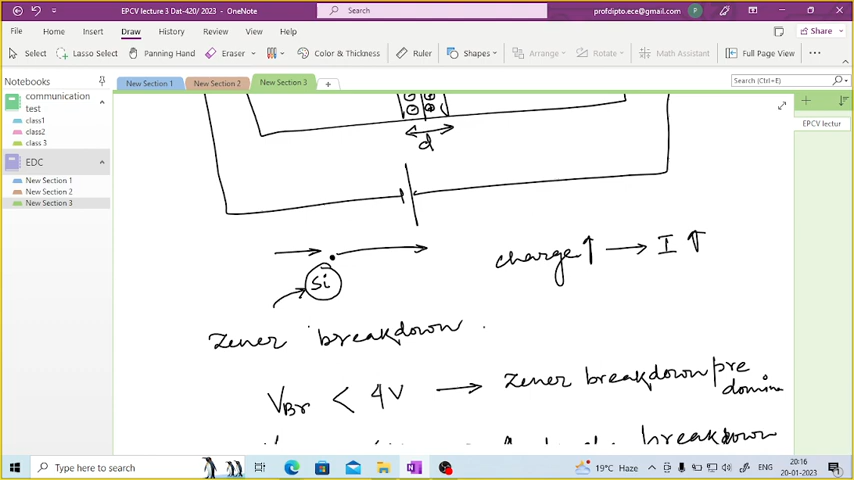 EPCV lecture 3 Dat-420/ 2023 - OneNote
Search
profdipto.ece@gmail.com
P
File Home Insert Draw History Review View Help
Share
Select Lasso Select Panning Hand Eraser Color & Thickness Ruler Shapes Arrange Rotate Math Assistant Full Page View
Notebooks
New Section 1 New Section 2 New Section 3 +
Search (Ctrl+E)
communication
test
class1
class2
class 3
EDC
New Section 1
New Section 2
New Section 3
EPCV lectur
d
charge ↑ → I ↑
Si
Zener breakdown
VBr < 4V → Zener breakdown pre
domina
breakdown
Type here to search
19°C Haze
ENG
20:16
20-01-2023